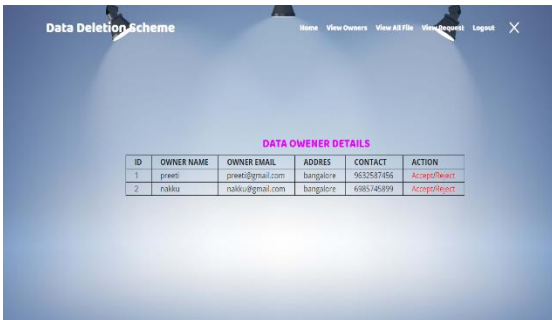 Data Deletion Scheme
Home View Owners View All File View Request Logout X
DATA OWENER DETAILS
ID OWNER NAME OWNER EMAIL ADDRES CONTACT ACTION
1 preeti preeti@gmail.com bangalore 9632587456 Accept/Reject
2 nakku nakku@gmail.com bangalore 6985745899 Accept/Reject